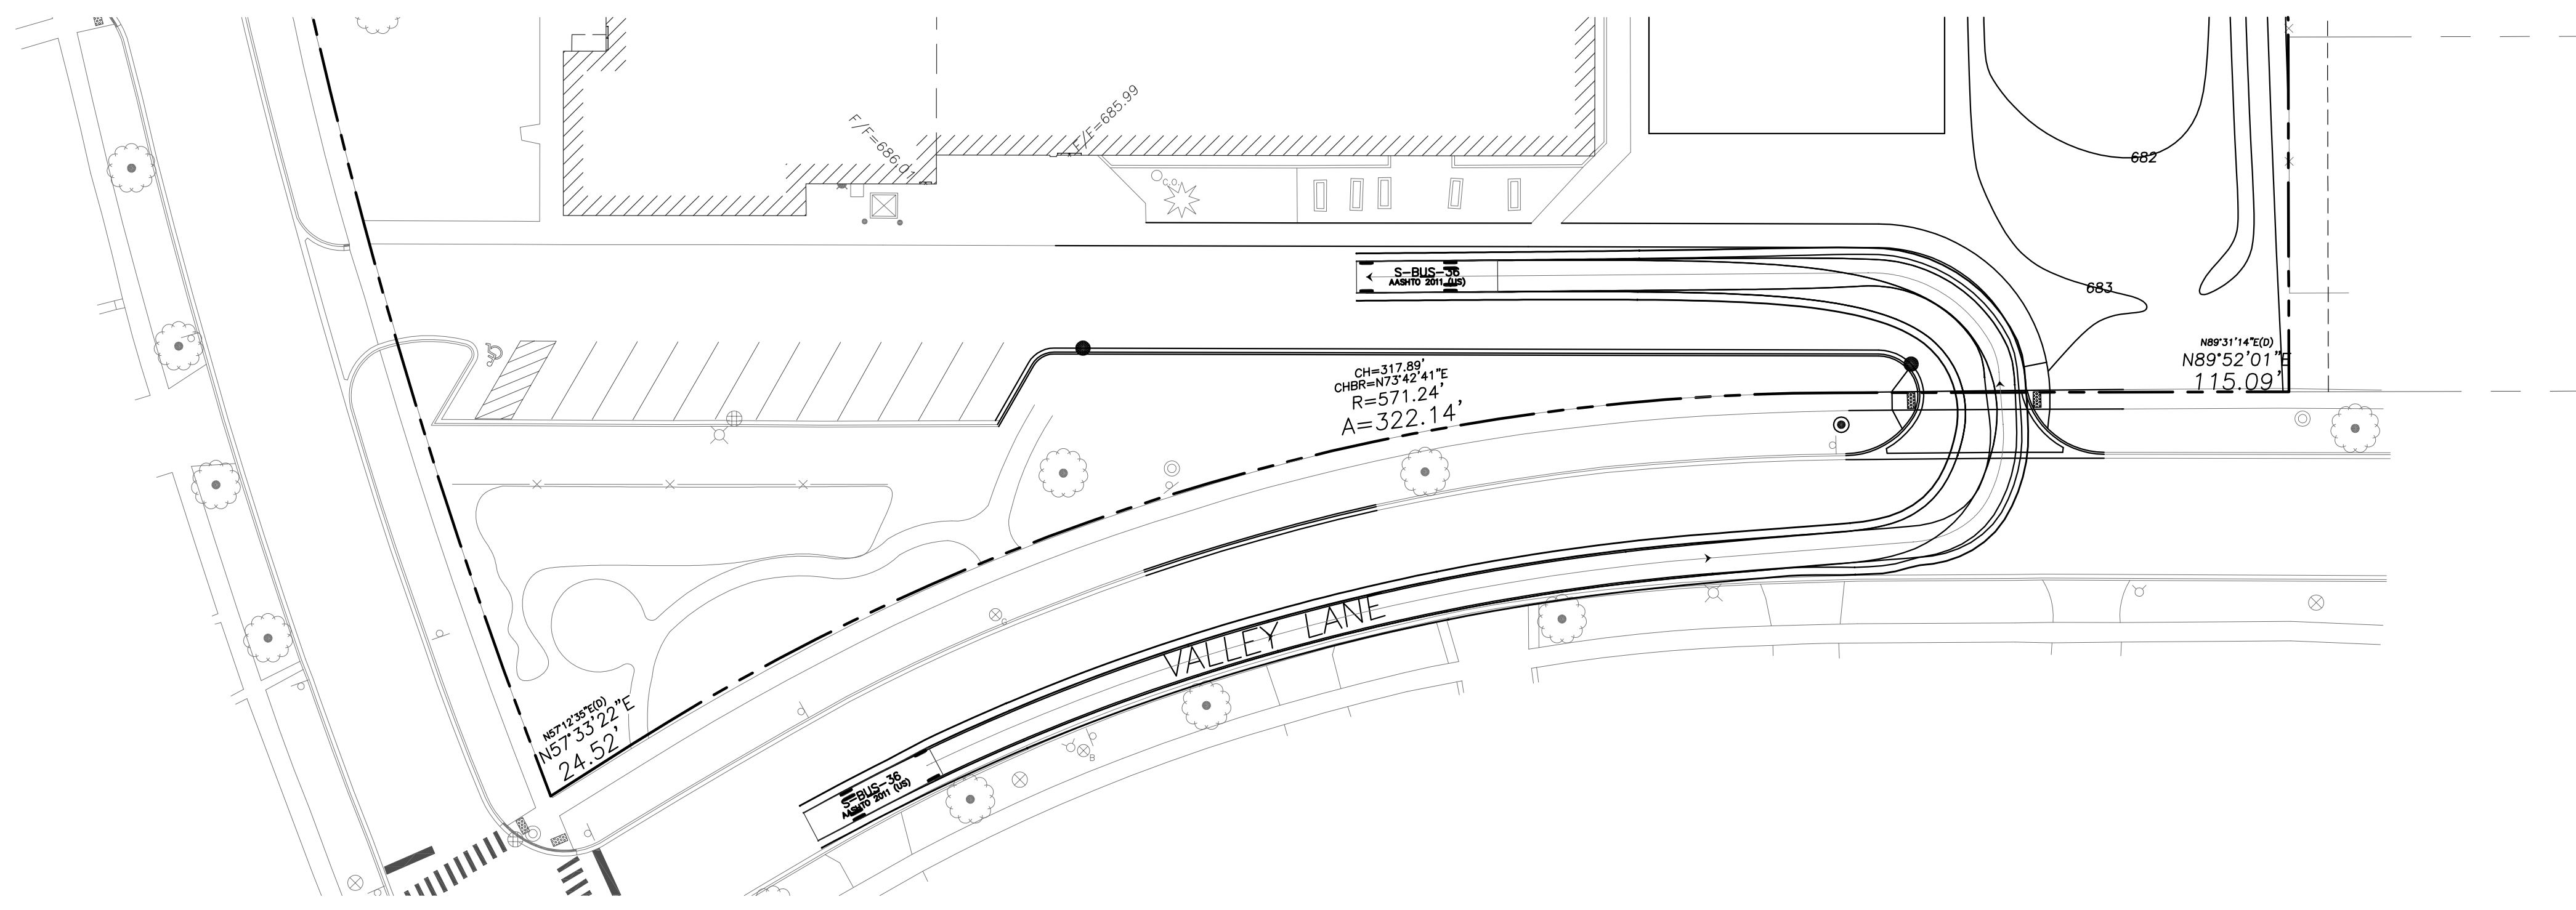 F/F=686.01
F/F=685.99
682
683
S-BUS-36
AASHTO 2011 (US)
N89°31'14"E(D)
N89°52'01"E
115.09'
CH=317.89'
CHBR=N73°42'41"E
R=571.24'
A=322.14'
C.O
VALLEY LANE
G
B
N57°12'35"E(D)
N57°33'22"E
24.52'
S-BUS-36
AASHTO 2011 (US)